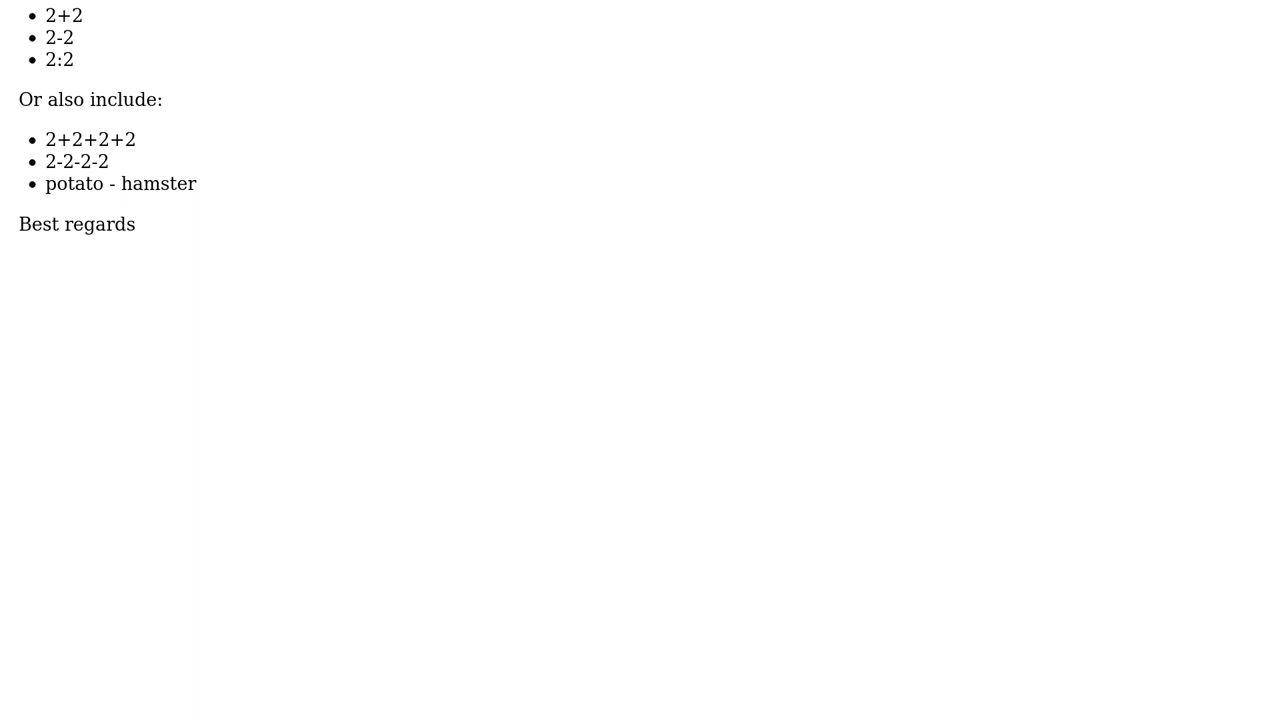 • 2+2
• 2-2
• 2:2
Or also include:
• 2+2+2+2
• 2-2-2-2
• potato - hamster
Best regards